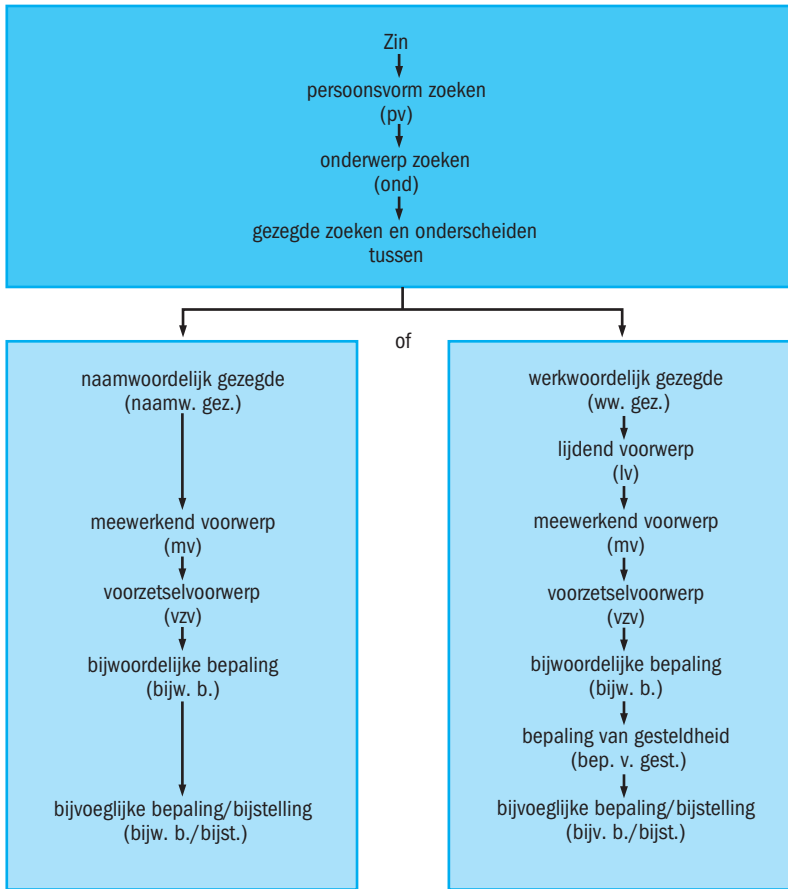 Zin
persoonsvorm zoeken
(pv)
onderwerp zoeken
(ond)
gezegde zoeken en onderscheiden
tussen
of
naamwoordelijk gezegde
(naamw. gez.)
meewerkend voorwerp
(mv)
voorzetselvoorwerp
(vzv)
bijwoordelijke bepaling
(bijw. b.)
bijvoeglijke bepaling/bijstelling
(bijw. b./bijst.)
werkwoordelijk gezegde
(ww. gez.)
lijdend voorwerp
(lv)
meewerkend voorwerp
(mv)
voorzetselvoorwerp
(vzv)
bijwoordelijke bepaling
(bijw. b.)
bepaling van gesteldheid
(bep. v. gest.)
bijvoeglijke bepaling/bijstelling
(bijv. b./bijst.)